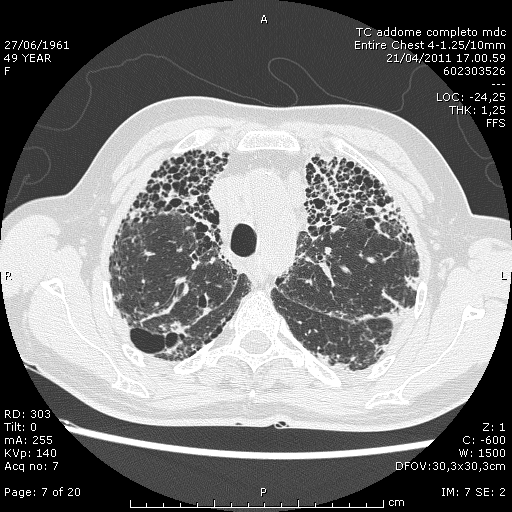 A
27/06/1961
49 YEAR
F
TC addome completo mdc
Entire Chest 4-1.25/10mm
21/04/2011 17.00.59
602303526
---
LOC: -24,25
THK: 1,25
FFS
R
L
RD: 303
Tilt: 0
mA: 255
KVp: 140
Acq no: 7
Page: 7 of 20
P
cm
Z: 1
C: -600
W: 1500
DFOV:30,3x30,3cm
IM: 7 SE: 2